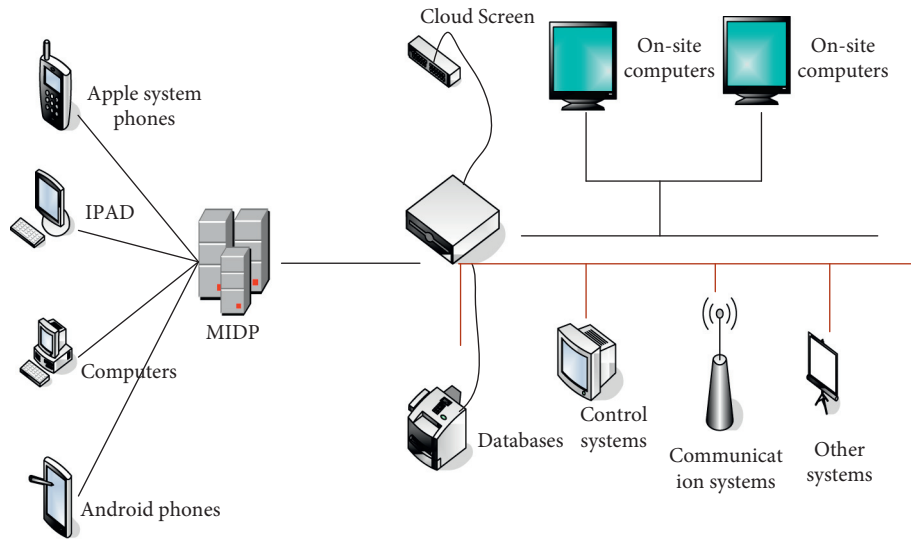 Cloud Screen
On-site
computers
On-site
computers
Apple system
phones
IPAD
MIDP
Computers
Android phones
Databases
Control
systems
Communicat
ion systems
Other
systems